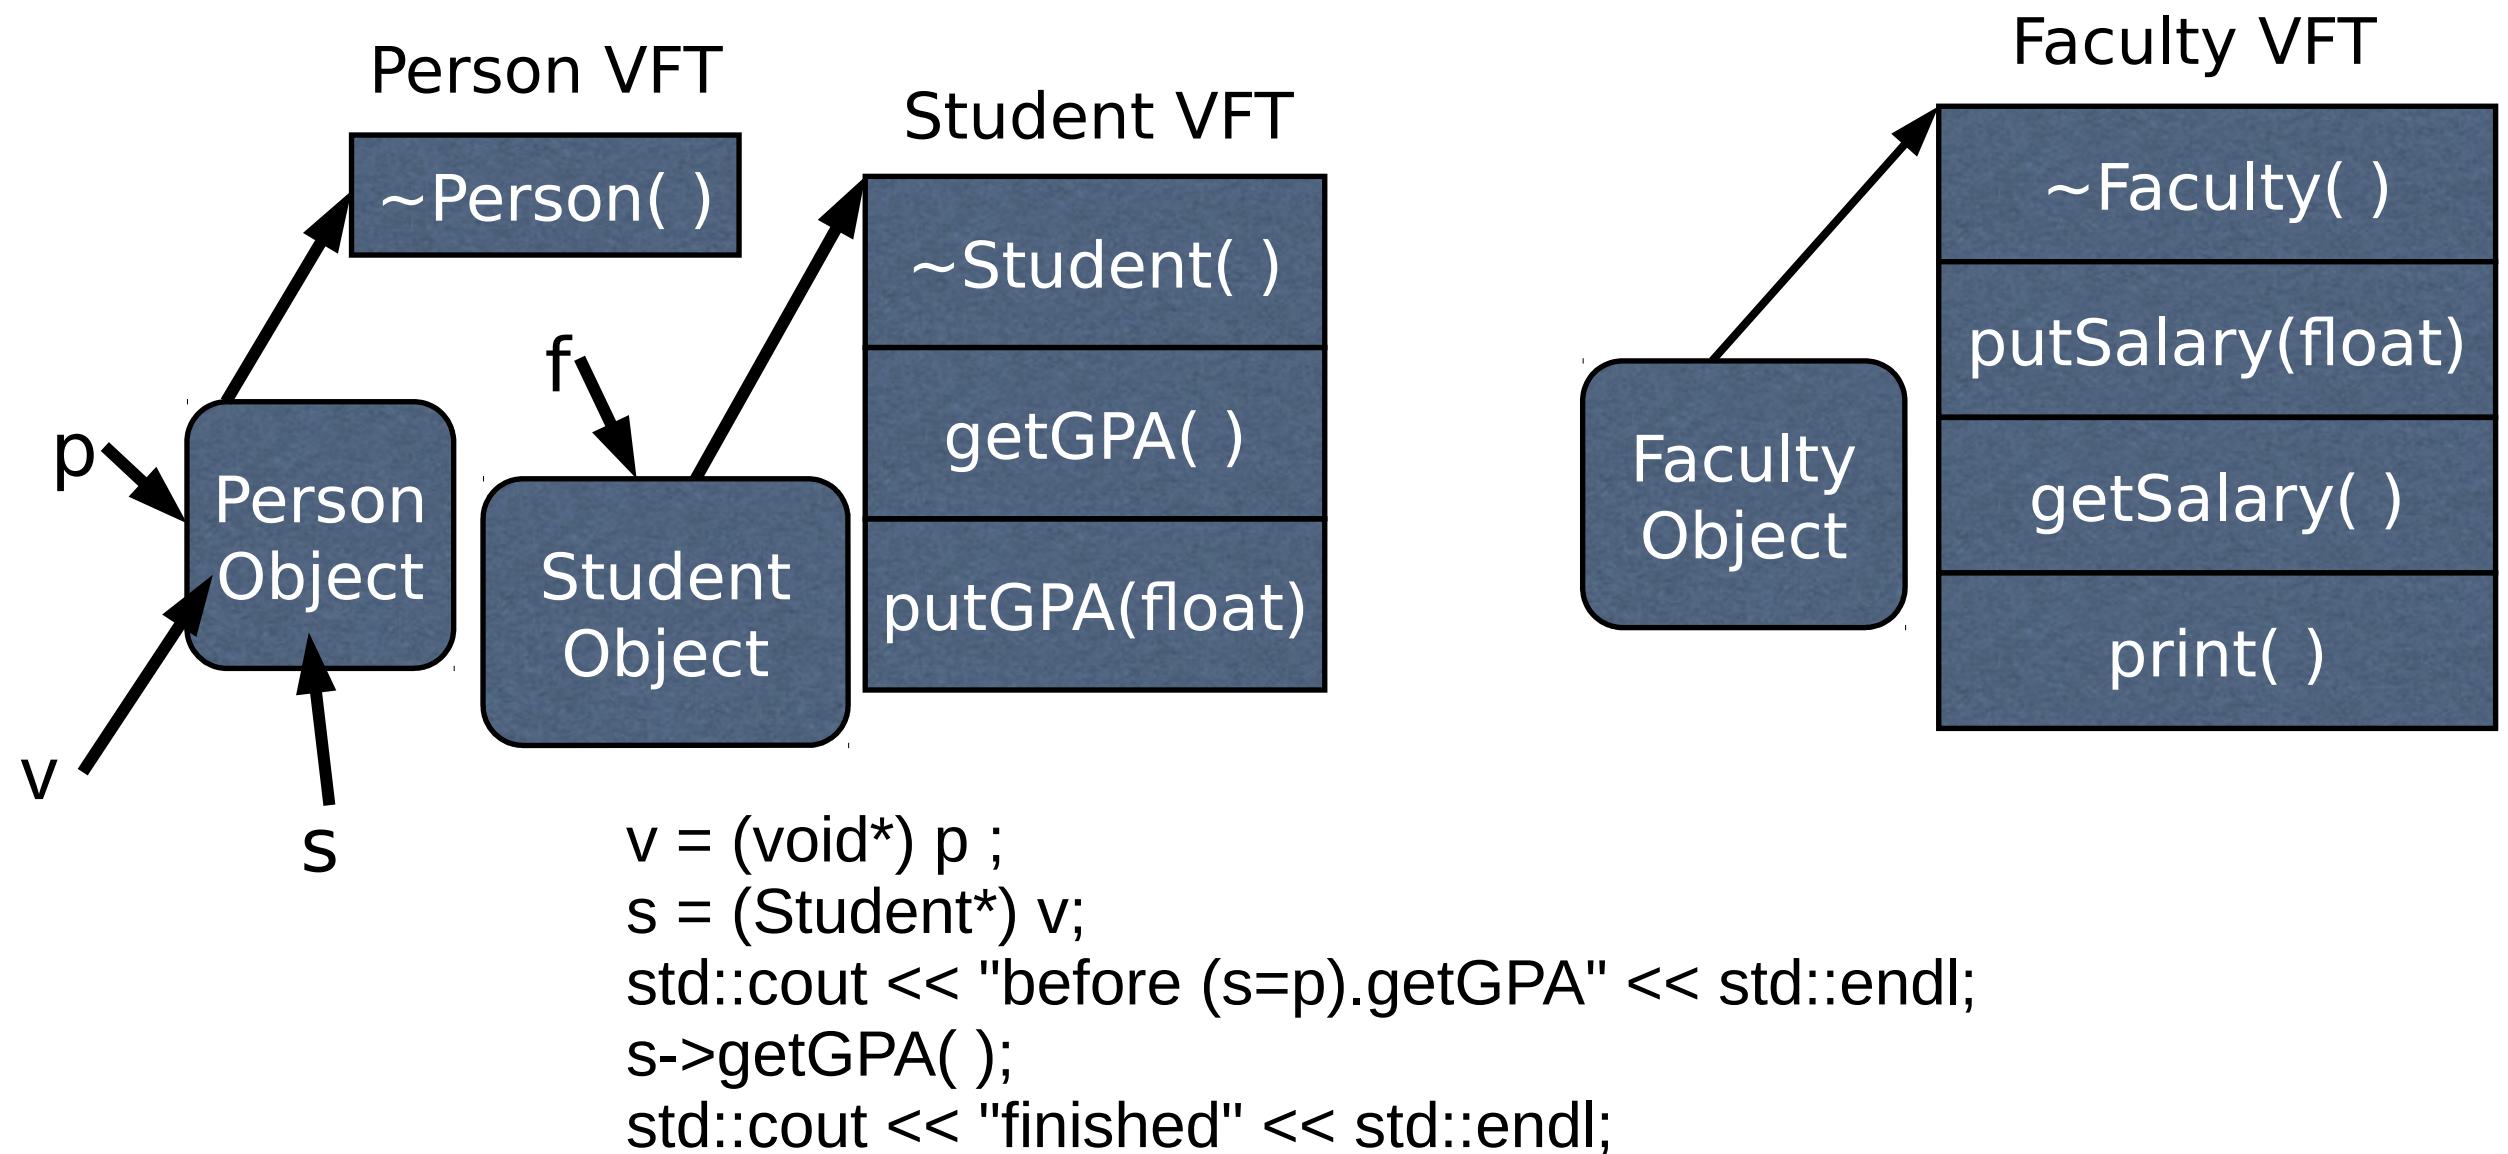 Person VFT
~Person( )
Student VFT
~Student( )
getGPA( )
putGPA(float)
Faculty VFT
~Faculty( )
putSalary(float)
getSalary( )
print( )
p
f
v
s
Person
Object
Student
Object
Faculty
Object
v = (void*) p ;
s = (Student*) v;
std::cout << "before (s=p).getGPA" << std::endl;
s->getGPA( );
std::cout << "finished" << std::endl;